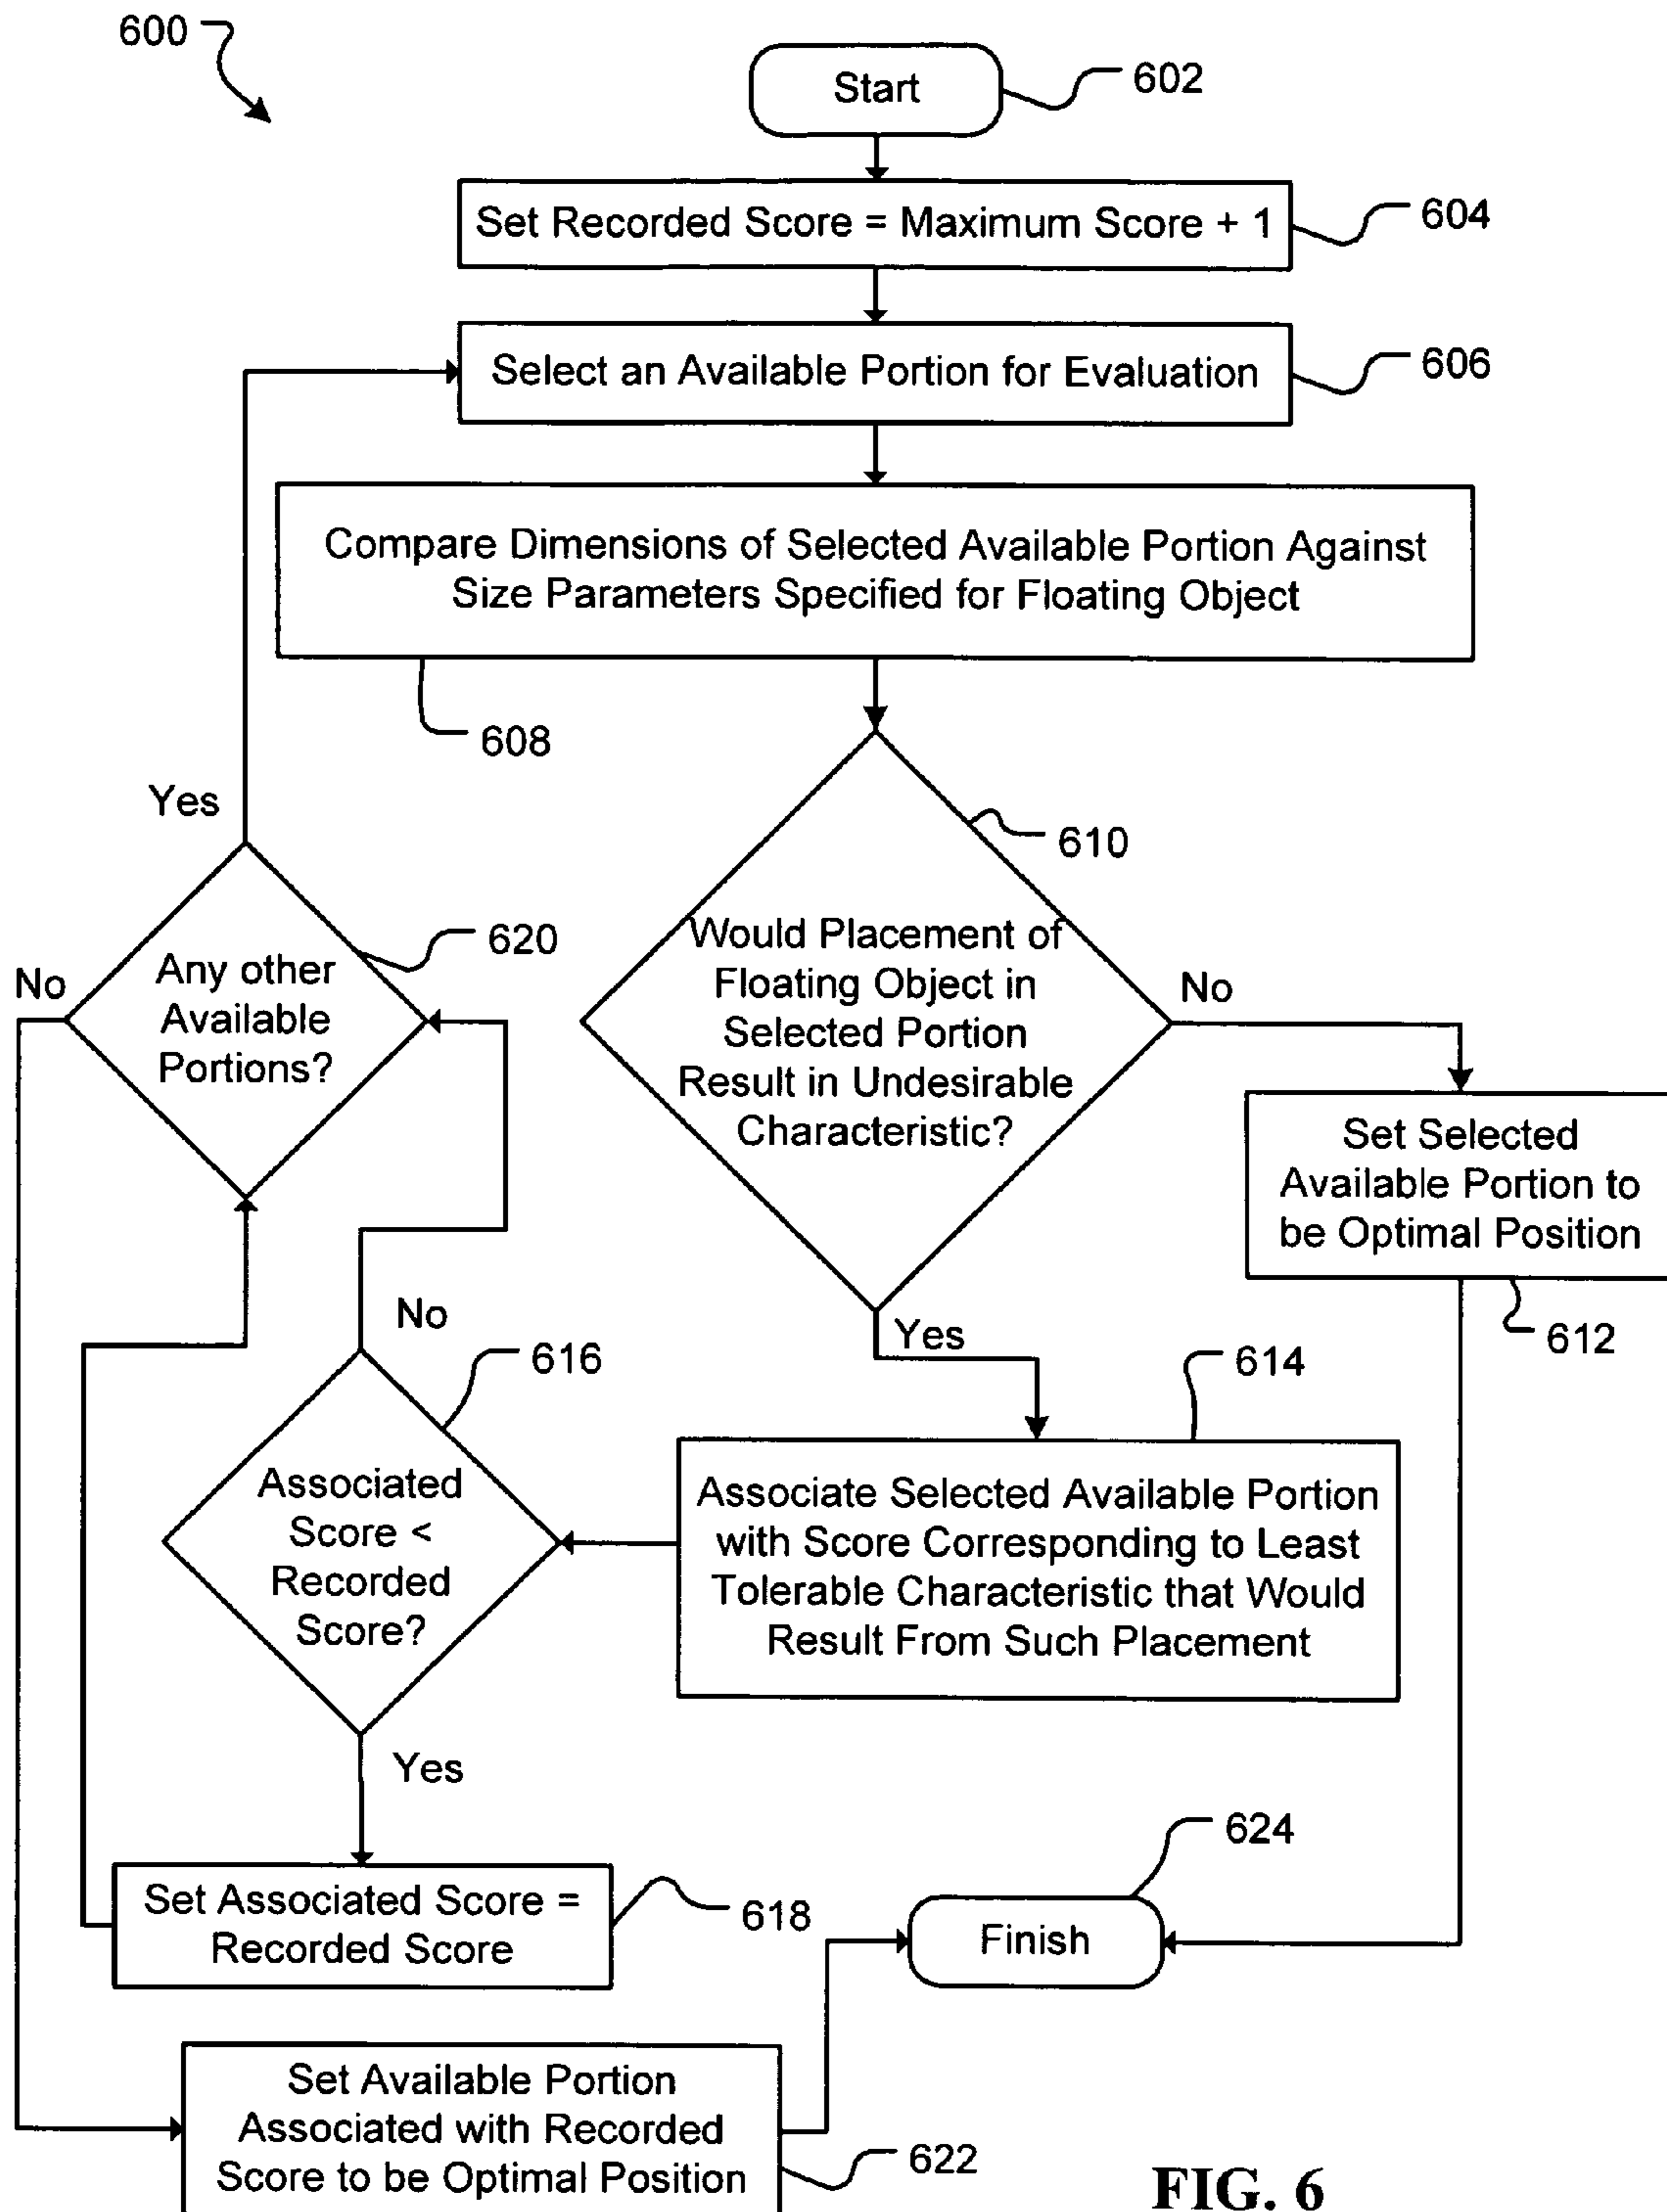 600
Start
602
Set Recorded Score = Maximum Score + 1
604
Select an Available Portion for Evaluation
606
Compare Dimensions of Selected Available Portion Against
Size Parameters Specified for Floating Object
608
Yes
610
Would Placement of
Floating Object in
Selected Portion
Result in Undesirable
Characteristic?
620
Any other
Available
Portions?
No
No
Set Selected
Available Portion to
be Optimal Position
612
No
Yes
616
614
Associated
Score <
Recorded
Score?
Associate Selected Available Portion
with Score Corresponding to Least
Tolerable Characteristic that Would
Result From Such Placement
Yes
624
Set Associated Score =
Recorded Score
618
Finish
Set Available Portion
Associated with Recorded
Score to be Optimal Position
622
FIG. 6